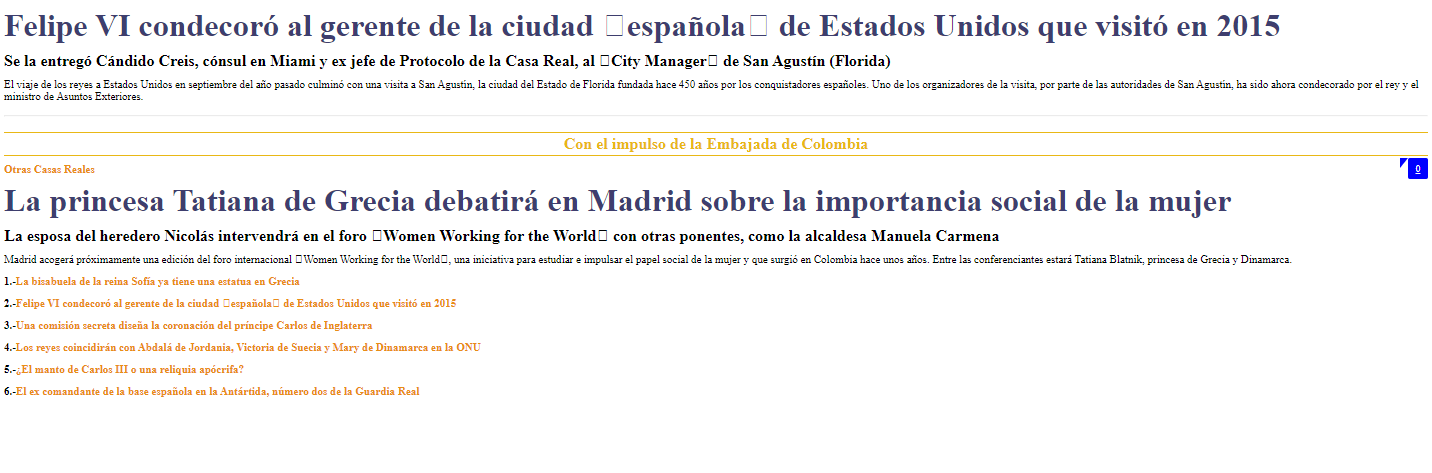 Felipe VI condecoró al gerente de la ciudad española de Estados Unidos que visitó en 2015
Se la entregó Cándido Creis, cónsul en Miami y ex jefe de Protocolo de la Casa Real, al City Manager de San Agustín (Florida)
El viaje de los reyes a Estados Unidos en septiembre del año pasado culminó con una visita a San Agustín, la ciudad del Estado de Florida fundada hace 450 años por los conquistadores españoles. Uno de los organizadores de la visita, por parte de las autoridades de San Agustín, ha sido ahora condecorado por el rey y el
ministro de Asuntos Exteriores.
Con el impulso de la Embajada de Colombia
Otras Casas Reales
0
La princesa Tatiana de Grecia debatirá en Madrid sobre la importancia social de la mujer
La esposa del heredero Nicolás intervendrá en el foro Women Working for the World con otras ponentes, como la alcaldesa Manuela Carmena
Madrid acogerá próximamente una edición del foro internacional Women Working for the World, una iniciativa para estudiar e impulsar el papel social de la mujer y que surgió en Colombia hace unos años. Entre las conferenciantes estará Tatiana Blatnik, princesa de Grecia y Dinamarca.
1.-La bisabuela de la reina Sofía ya tiene una estatua en Grecia
2.-Felipe VI condecoró al gerente de la ciudad española de Estados Unidos que visitó en 2015
3.-Una comisión secreta diseña la coronación del príncipe Carlos de Inglaterra
4.-Los reyes coincidirán con Abdalá de Jordania, Victoria de Suecia y Mary de Dinamarca en la ONU
5.-¿El manto de Carlos III o una reliquia apócrifa?
6.-El ex comandante de la base española en la Antártida, número dos de la Guardia Real